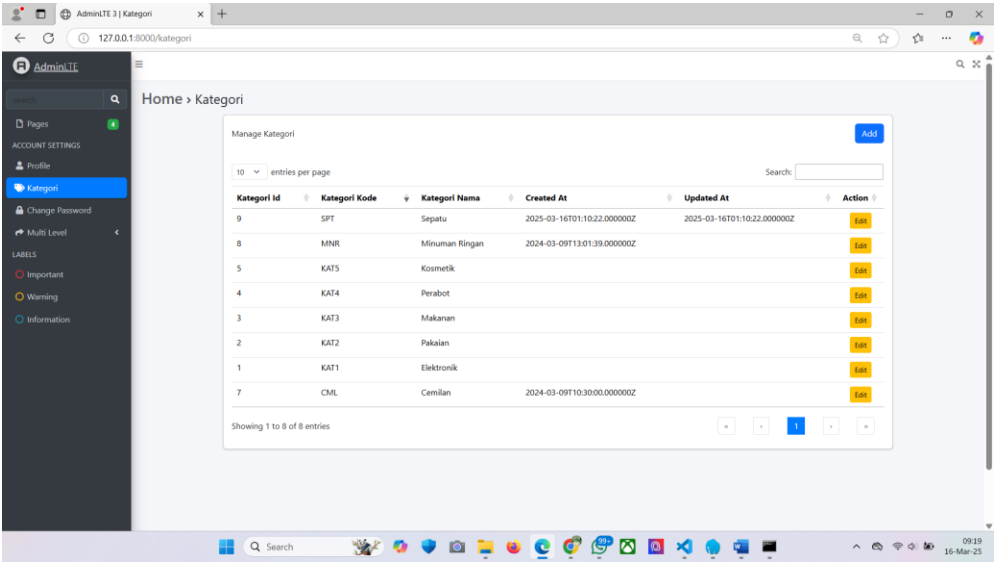 AdminLTE 3 | Kategori
127.0.0.1:8000/kategori
AdminLTE
search
Pages 4
ACCOUNT SETTINGS
Profile
Kategori
Change Password
Multi Level
LABELS
Important
Warning
Information
Home › Kategori
Manage Kategori Add
10 entries per page Search:
Kategori Id Kategori Kode Kategori Nama Created At Updated At Action
9 SPT Sepatu 2025-03-16T01:10:22.000000Z 2025-03-16T01:10:22.000000Z Edit
8 MNR Minuman Ringan 2024-03-09T13:01:39.000000Z Edit
5 KAT5 Kosmetik Edit
4 KAT4 Perabot Edit
3 KAT3 Makanan Edit
2 KAT2 Pakaian Edit
1 KAT1 Elektronik Edit
7 CML Cemilan 2024-03-09T10:30:00.000000Z Edit
Showing 1 to 8 of 8 entries « ‹ 1 › »
Search 99+ 09:19
16-Mar-25